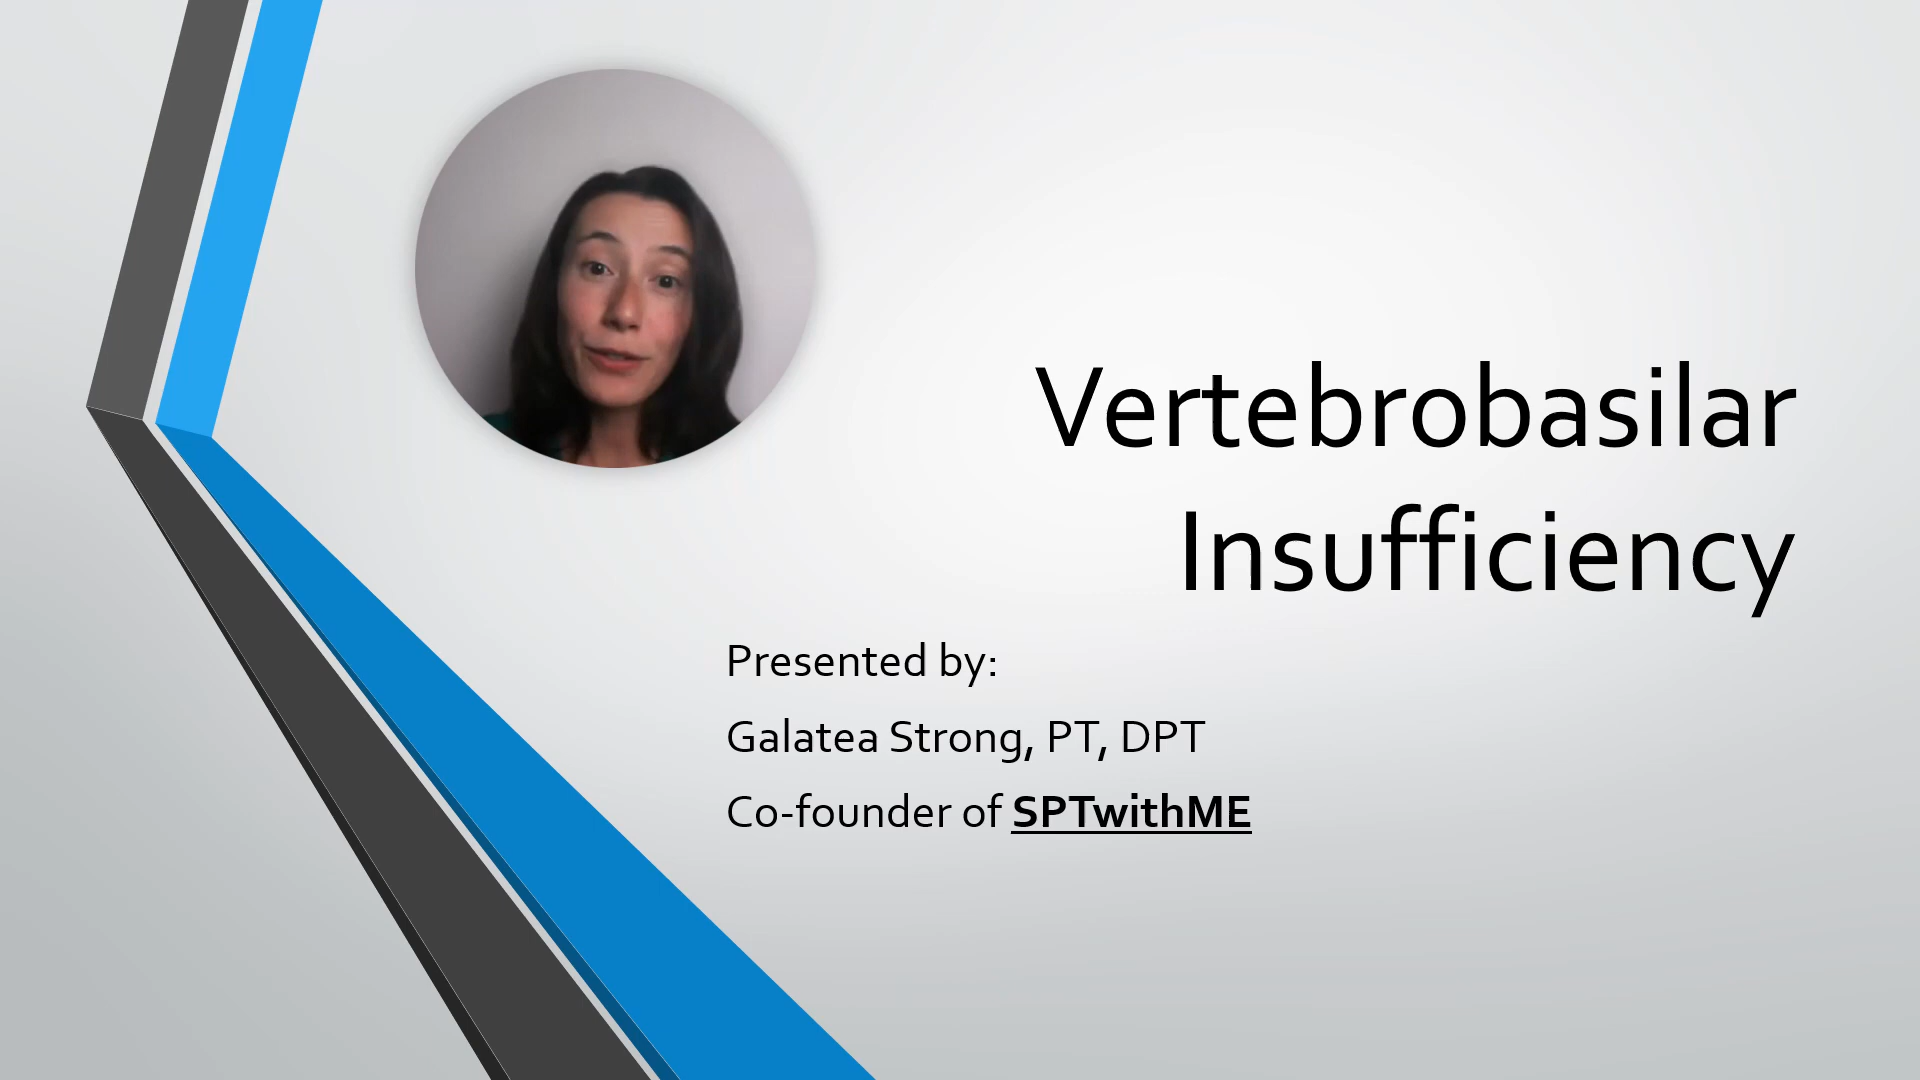 Vertebrobasilar
Insufficiency
Presented by:
Galatea Strong, PT, DPT
Co-founder of SPTwithME